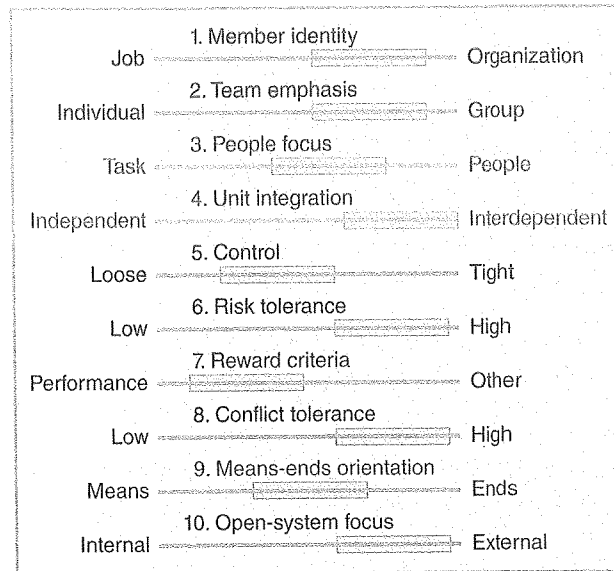 1. Member identity
Job Organization
2. Team emphasis
Individual Group
3. People focus
Task People
4. Unit integration
Independent Interdependent
5. Control
Loose Tight
6. Risk tolerance
Low High
7. Reward criteria
Performance Other
8. Conflict tolerance
Low High
9. Means-ends orientation
Means Ends
10. Open-system focus
Internal External